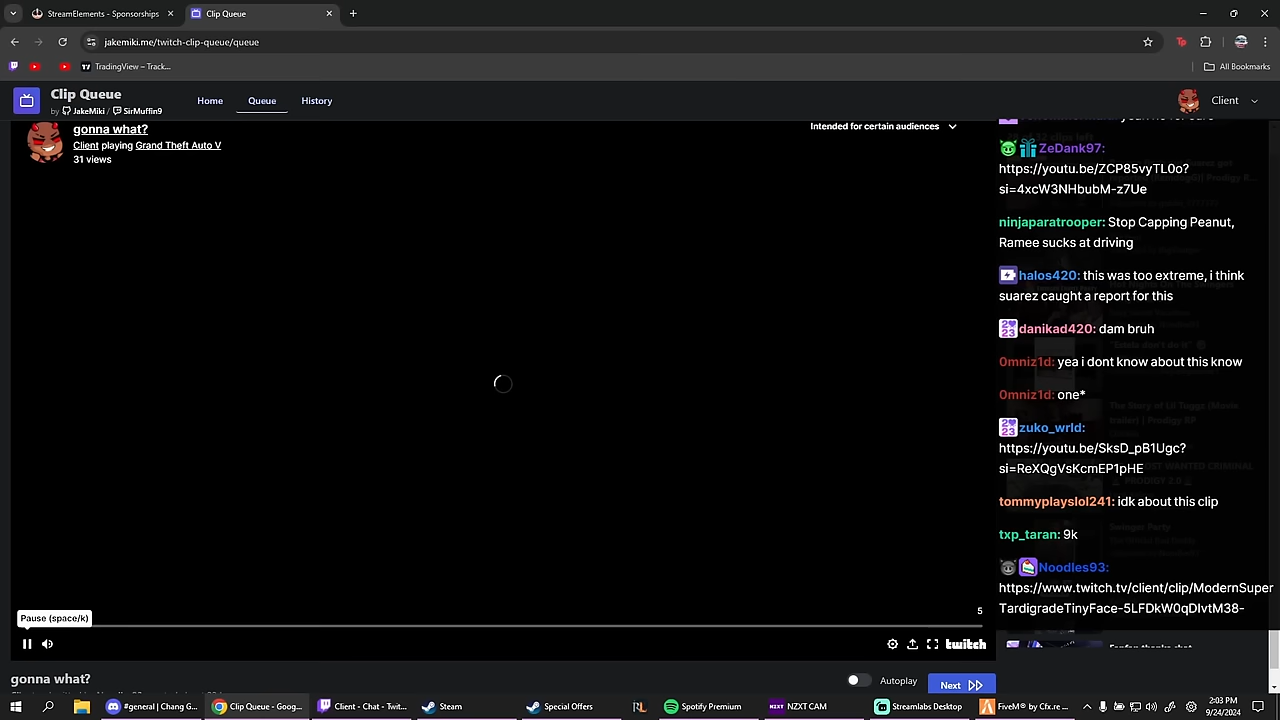 StreamElements - Sponsorships
Clip Queue
jakemiki.me/twitch-clip-queue/queue
TradingView – Track...
All Bookmarks
Clip Queue
by JakeMiki / SirMuffin9
Home
Queue
History
Client
gonna what?
Client playing Grand Theft Auto V
31 views
Intended for certain audiences
ZeDank97:
https://youtu.be/ZCP85vyTL0o?
si=4xcW3NHbubM-z7Ue
ninjaparatrooper: Stop Capping Peanut,
Ramee sucks at driving
halos420: this was too extreme, i think
suarez caught a report for this
danikad420: dam bruh
0mniz1d: yea i dont know about this know
0mniz1d: one*
zuko_wrld:
https://youtu.be/SksD_pB1Ugc?
si=ReXQgVsKcmEP1pHE
tommyplayslol241: idk about this clip
txp_taran: 9k
Noodles93:
https://www.twitch.tv/client/clip/ModernSuper
TardigradeTinyFace-5LFDkW0qDIvtM38-
5
Pause (space/k)
twitch
gonna what?
Autoplay
Next
#general | Chang G...
Clip Queue - Goog...
Client - Chat - Twit...
Steam
Special Offers
RL
Spotify Premium
NZXT CAM
Streamlabs Desktop
FiveM® by Cfx.re ...
2:03 PM
9/24/2024